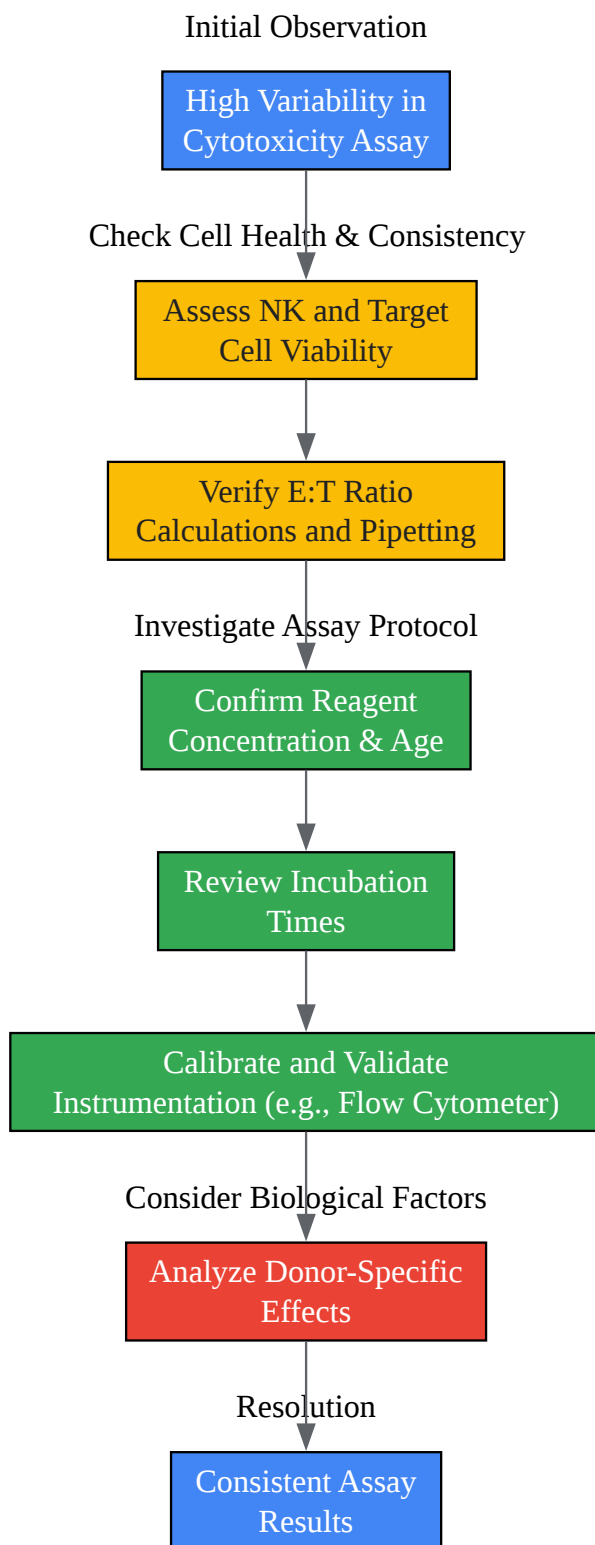 Initial Observation
High Variability in
Cytotoxicity Assay
Check Cell Health & Consistency
Assess NK and Target
Cell Viability
Verify E:T Ratio
Calculations and Pipetting
Investigate Assay Protocol
Confirm Reagent
Concentration & Age
Review Incubation
Times
Calibrate and Validate
Instrumentation (e.g., Flow Cytometer)
Consider Biological Factors
Analyze Donor-Specific
Effects
Resolution
Consistent Assay
Results